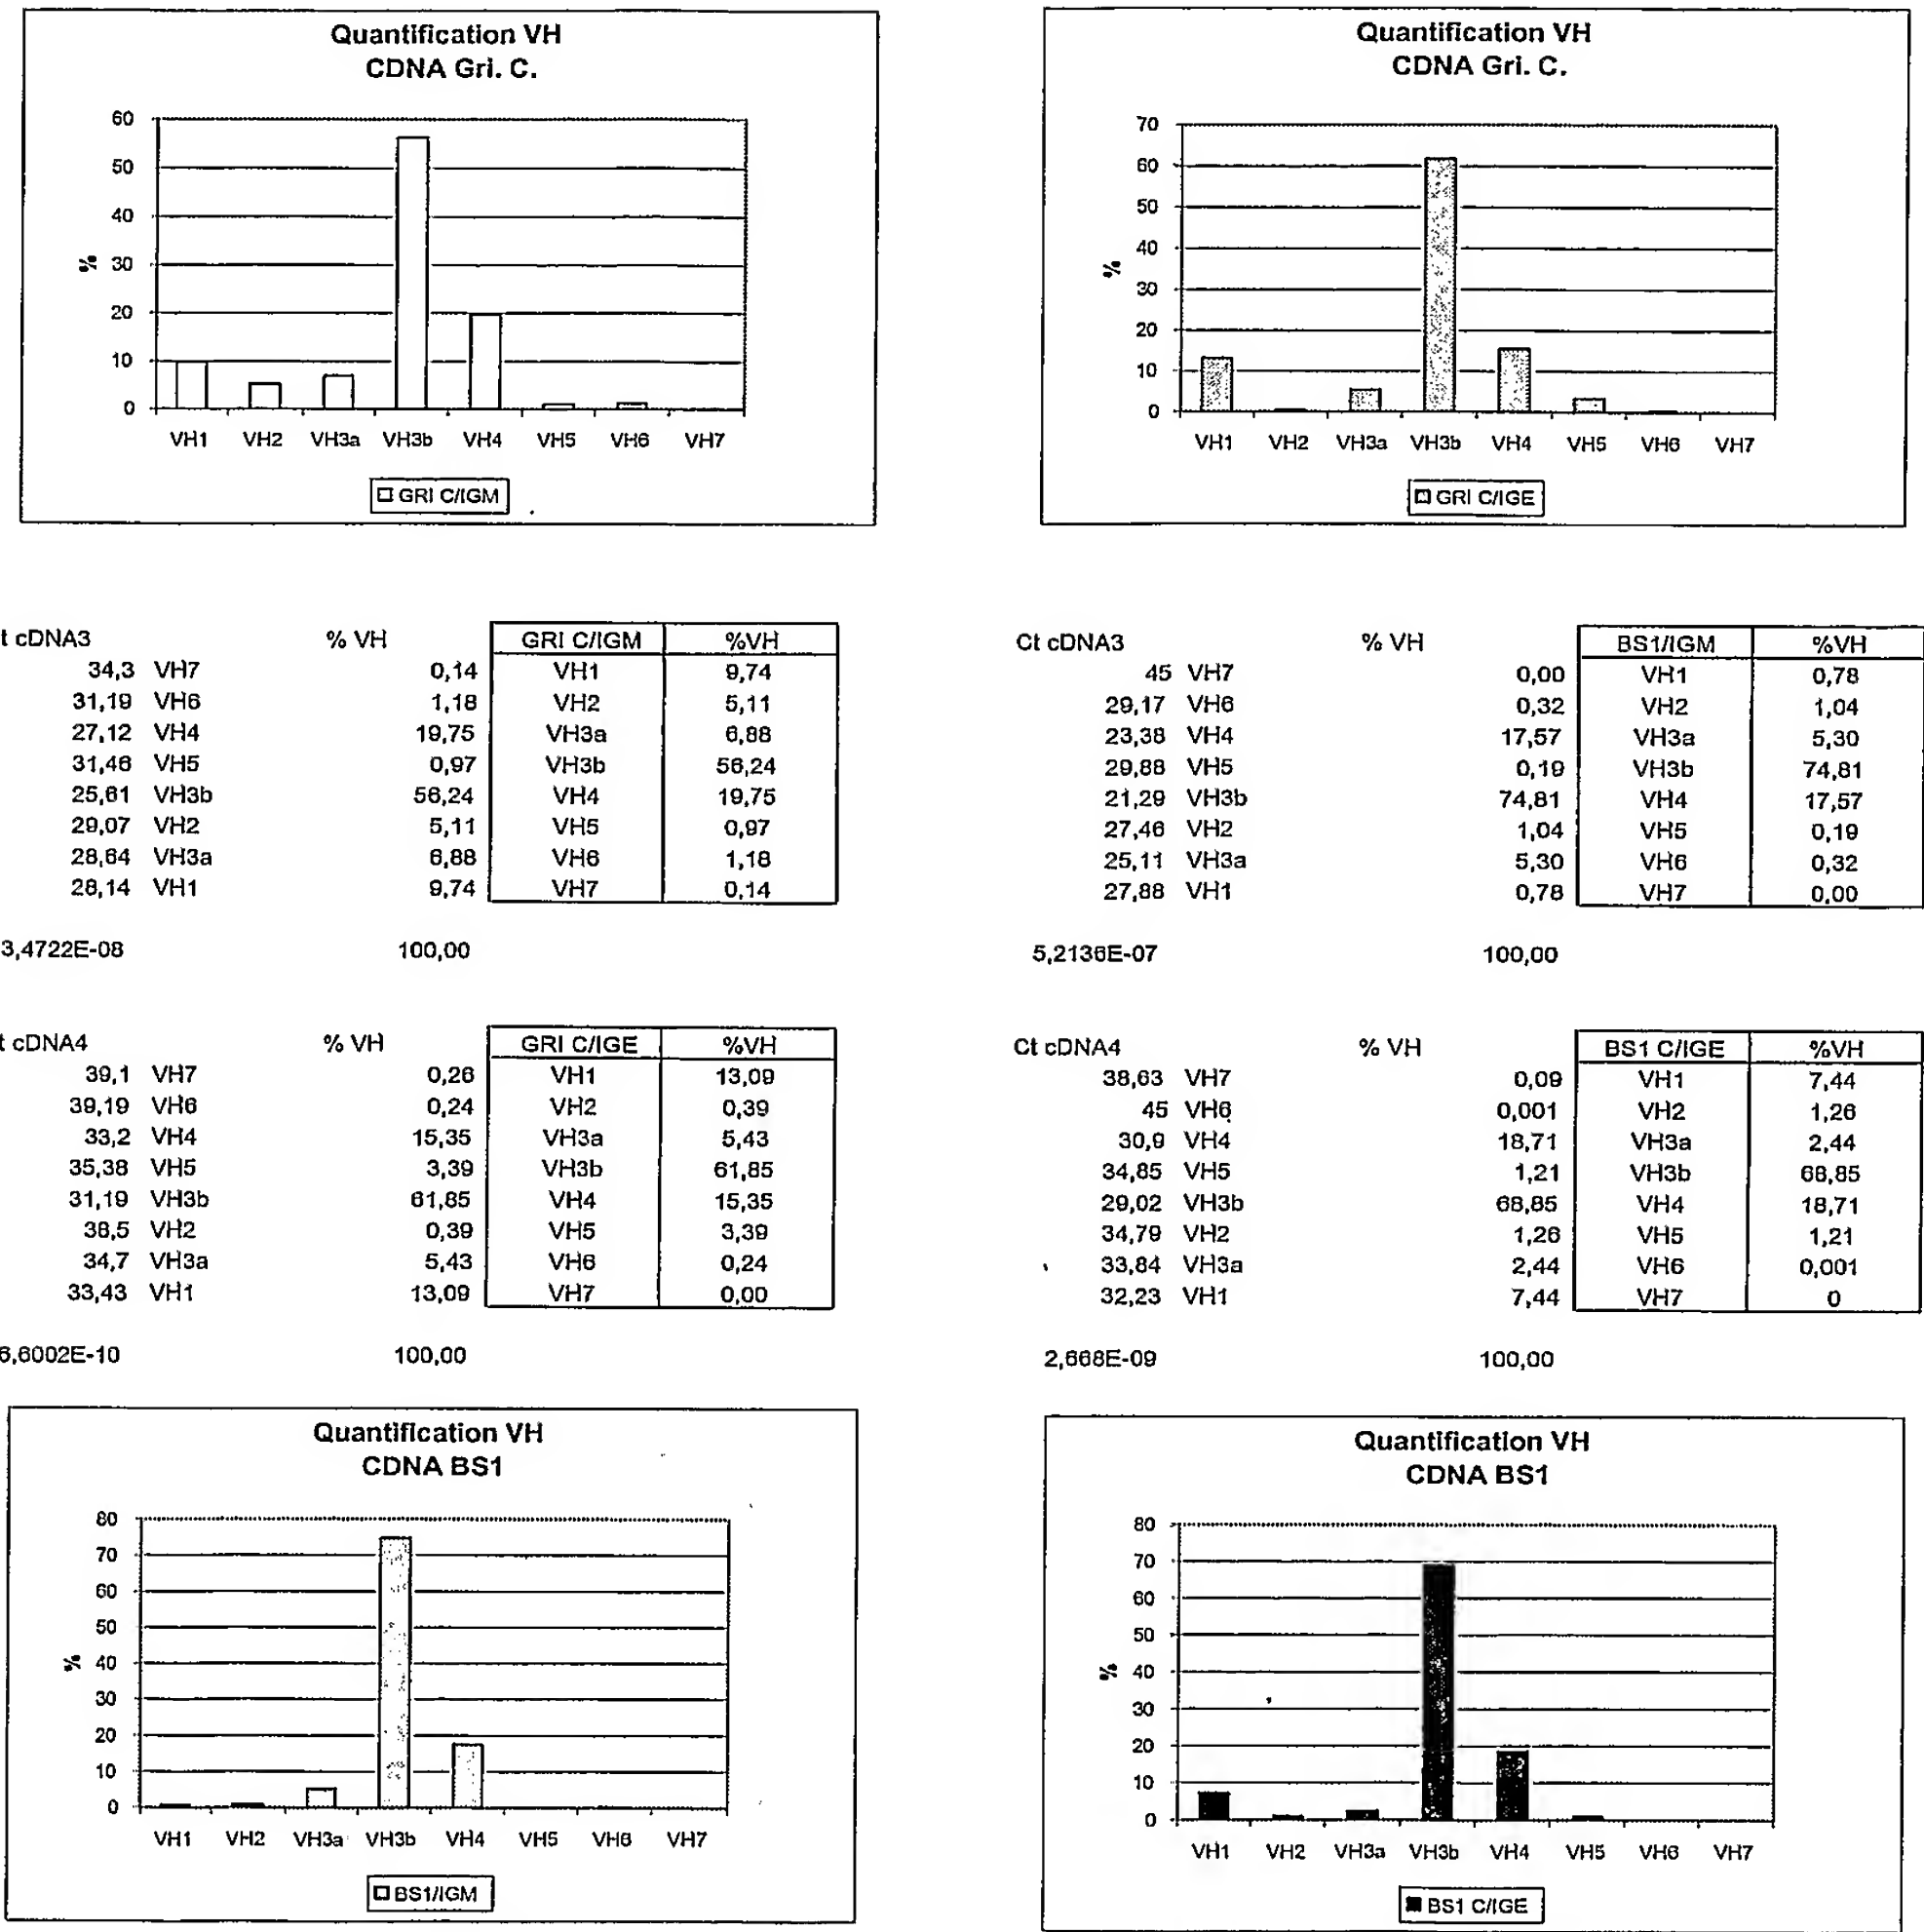 Quantification VH
CDNA Gri. C.
60
50
40
30
20
10
0
%
VH1 VH2 VH3a VH3b VH4 VH5 VH6 VH7
GRI C/IGM
Quantification VH
CDNA Gri. C.
70
60
50
40
30
20
10
0
%
VH1 VH2 VH3a VH3b VH4 VH5 VH6 VH7
GRI C/IGE
t cDNA3 % VH GRI C/IGM %VH
34,3 VH7 0,14 VH1 9,74
31,19 VH6 1,18 VH2 5,11
27,12 VH4 19,75 VH3a 6,88
31,46 VH5 0,97 VH3b 56,24
25,61 VH3b 56,24 VH4 19,75
29,07 VH2 5,11 VH5 0,97
28,64 VH3a 6,88 VH6 1,18
28,14 VH1 9,74 VH7 0,14
3,4722E-08 100,00
Ct cDNA3 % VH BS1/IGM %VH
45 VH7 0,00 VH1 0,78
29,17 VH6 0,32 VH2 1,04
23,38 VH4 17,57 VH3a 5,30
29,88 VH5 0,19 VH3b 74,81
21,29 VH3b 74,81 VH4 17,57
27,46 VH2 1,04 VH5 0,19
25,11 VH3a 5,30 VH6 0,32
27,88 VH1 0,78 VH7 0,00
5,2136E-07 100,00
t cDNA4 % VH GRI C/IGE %VH
39,1 VH7 0,26 VH1 13,09
39,19 VH6 0,24 VH2 0,39
33,2 VH4 15,35 VH3a 5,43
35,38 VH5 3,39 VH3b 61,85
31,19 VH3b 61,85 VH4 15,35
38,5 VH2 0,39 VH5 3,39
34,7 VH3a 5,43 VH6 0,24
33,43 VH1 13,09 VH7 0,00
6,6002E-10 100,00
Ct cDNA4 % VH BS1 C/IGE %VH
38,63 VH7 0,09 VH1 7,44
45 VH6 0,001 VH2 1,26
30,9 VH4 18,71 VH3a 2,44
34,85 VH5 1,21 VH3b 68,85
29,02 VH3b 68,85 VH4 18,71
34,79 VH2 1,26 VH5 1,21
33,84 VH3a 2,44 VH6 0,001
32,23 VH1 7,44 VH7 0
2,668E-09 100,00
Quantification VH
CDNA BS1
80
70
60
50
40
30
20
10
0
%
VH1 VH2 VH3a VH3b VH4 VH5 VH6 VH7
BS1/IGM
Quantification VH
CDNA BS1
80
70
60
50
40
30
20
10
0
%
VH1 VH2 VH3a VH3b VH4 VH5 VH6 VH7
BS1 C/IGE